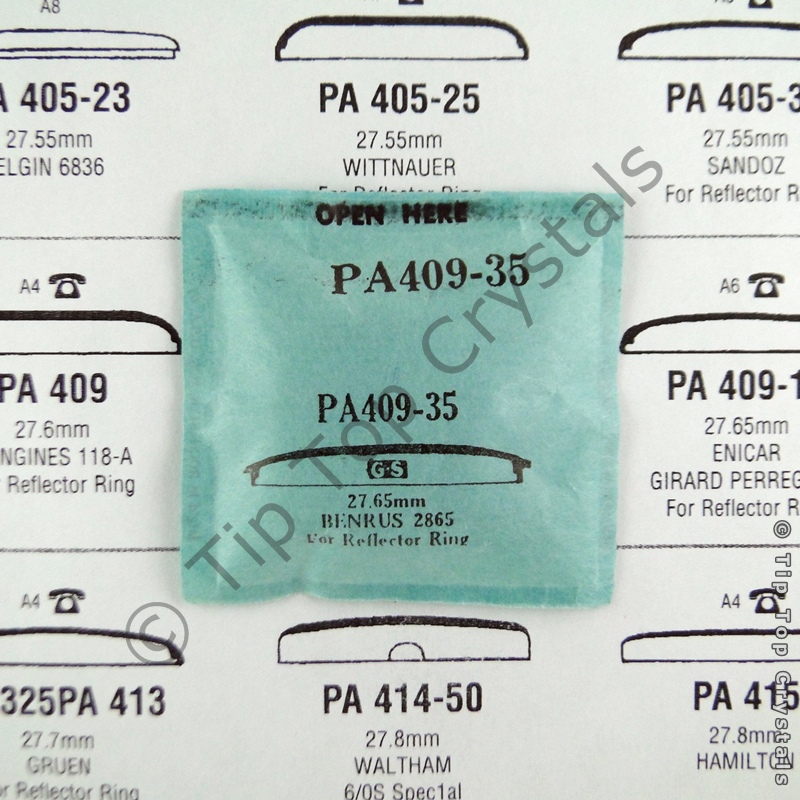 A8
PA 405-23
27.55mm
ELGIN 6836
PA 405-25
27.55mm
WITTNAUER
For Reflector Ring
PA 405-3
27.55mm
SANDOZ
For Reflector R
OPEN HERE
PA409-35
PA409-35
GS
27.65mm
BENRUS 2865
For Reflector Ring
A4
PA 409
27.6mm
NGINES 118-A
r Reflector Ring
A6
PA 409-1
27.65mm
ENICAR
GIRARD PERREG
For Reflector R
A4
325PA 413
27.7mm
GRUEN
or Reflector Ring
PA 414-50
27.8mm
WALTHAM
6/0S Spec1al
A4
PA 415
27.8mm
HAMILTON
© Tip Top Crystals
© Tip Top Crystals